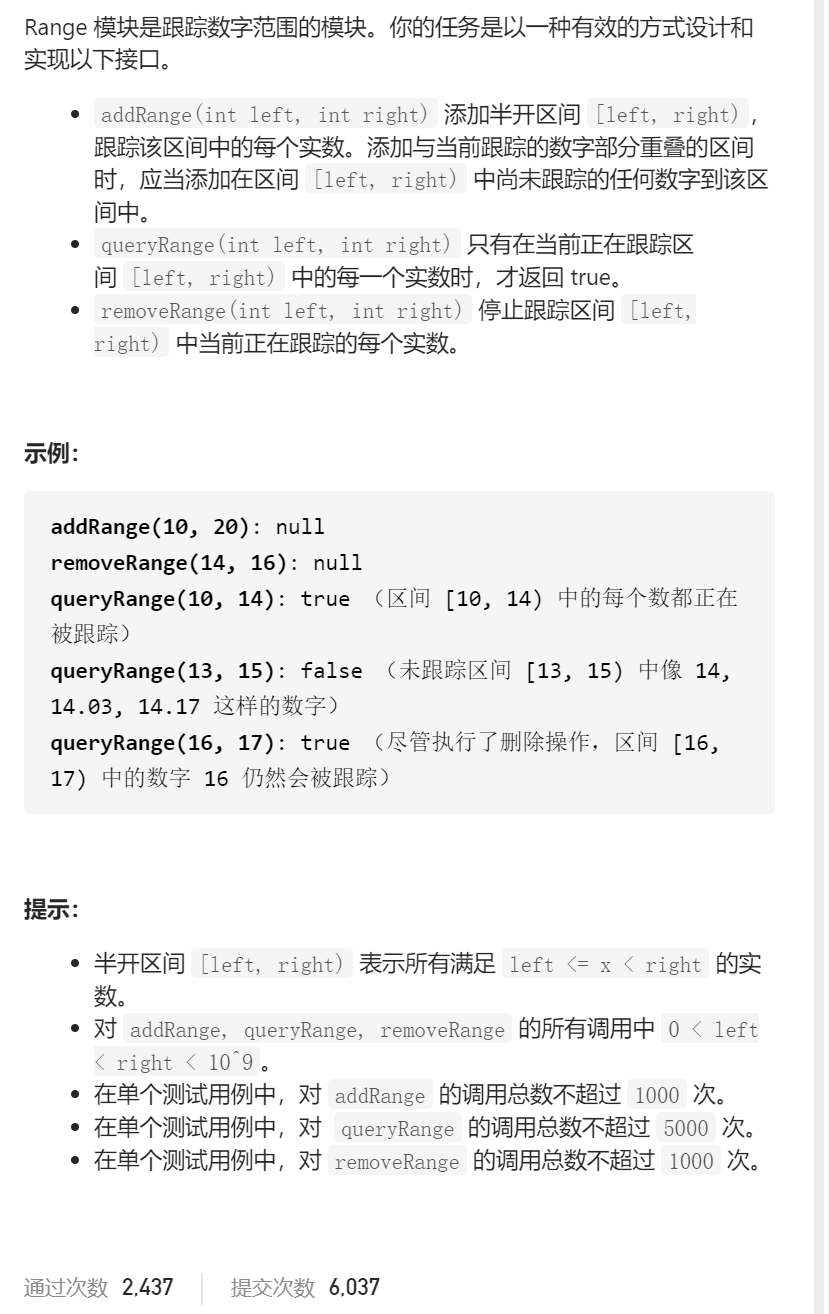 Range 模块是跟踪数字范围的模块。你的任务是以一种有效的方式设计和
实现以下接口。
• addRange(int left, int right) 添加半开区间 [left, right),
跟踪该区间中的每个实数。添加与当前跟踪的数字部分重叠的区间
时，应当添加在区间 [left, right) 中尚未跟踪的任何数字到该区
间中。
• queryRange(int left, int right) 只有在当前正在跟踪区
间 [left, right) 中的每一个实数时，才返回 true。
• removeRange(int left, int right) 停止跟踪区间 [left,
right) 中当前正在跟踪的每个实数。
示例：
addRange(10, 20): null
removeRange(14, 16): null
queryRange(10, 14): true （区间 [10, 14) 中的每个数都正在
被跟踪）
queryRange(13, 15): false （未跟踪区间 [13, 15) 中像 14,
14.03, 14.17 这样的数字）
queryRange(16, 17): true （尽管执行了删除操作，区间 [16,
17) 中的数字 16 仍然会被跟踪）
提示：
• 半开区间 [left, right) 表示所有满足 left <= x < right 的实
数。
• 对 addRange, queryRange, removeRange 的所有调用中 0 < left
< right < 10^9。
• 在单个测试用例中，对 addRange 的调用总数不超过 1000 次。
• 在单个测试用例中，对 queryRange 的调用总数不超过 5000 次。
• 在单个测试用例中，对 removeRange 的调用总数不超过 1000 次。
通过次数 2,437 提交次数 6,037